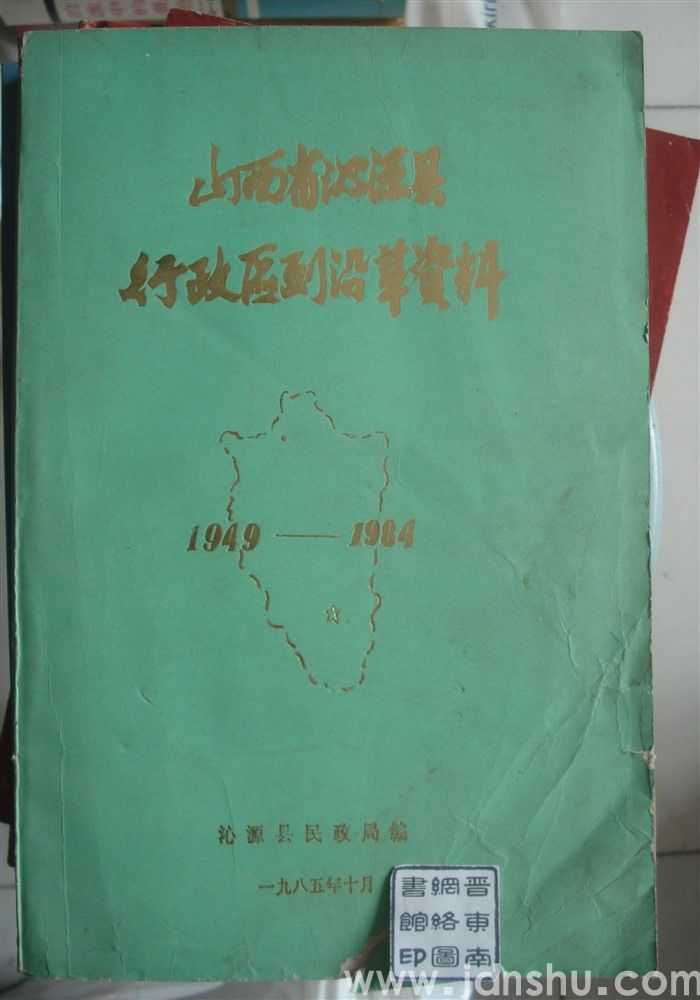 山西省沁源县
行政區划沿革資料
1949 — 1984
沁源县民政局编
一九八五年十月
晋東南
網絡圖
書館印
www.jdnshu.com